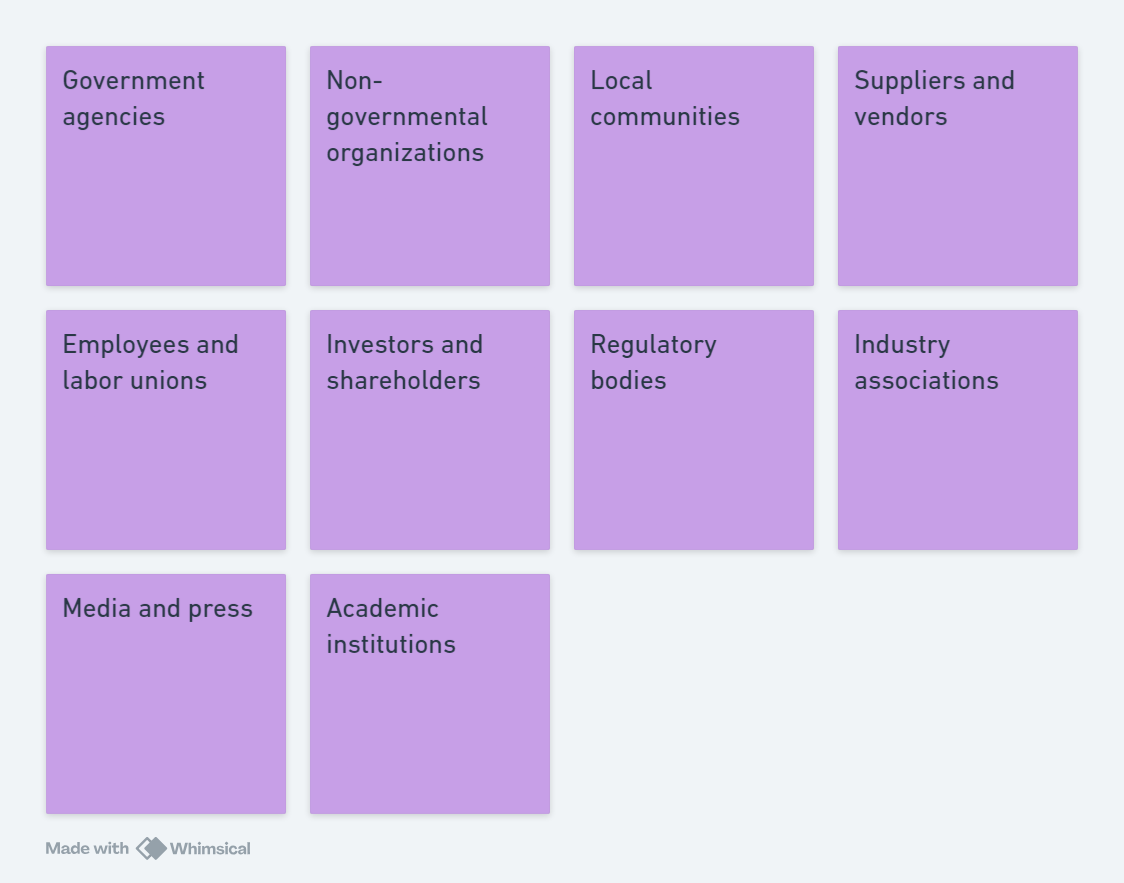 Government
agencies
Non-
governmental
organizations
Local
communities
Suppliers and
vendors
Employees and
labor unions
Investors and
shareholders
Regulatory
bodies
Industry
associations
Media and press
Academic
institutions
Made with Whimsical